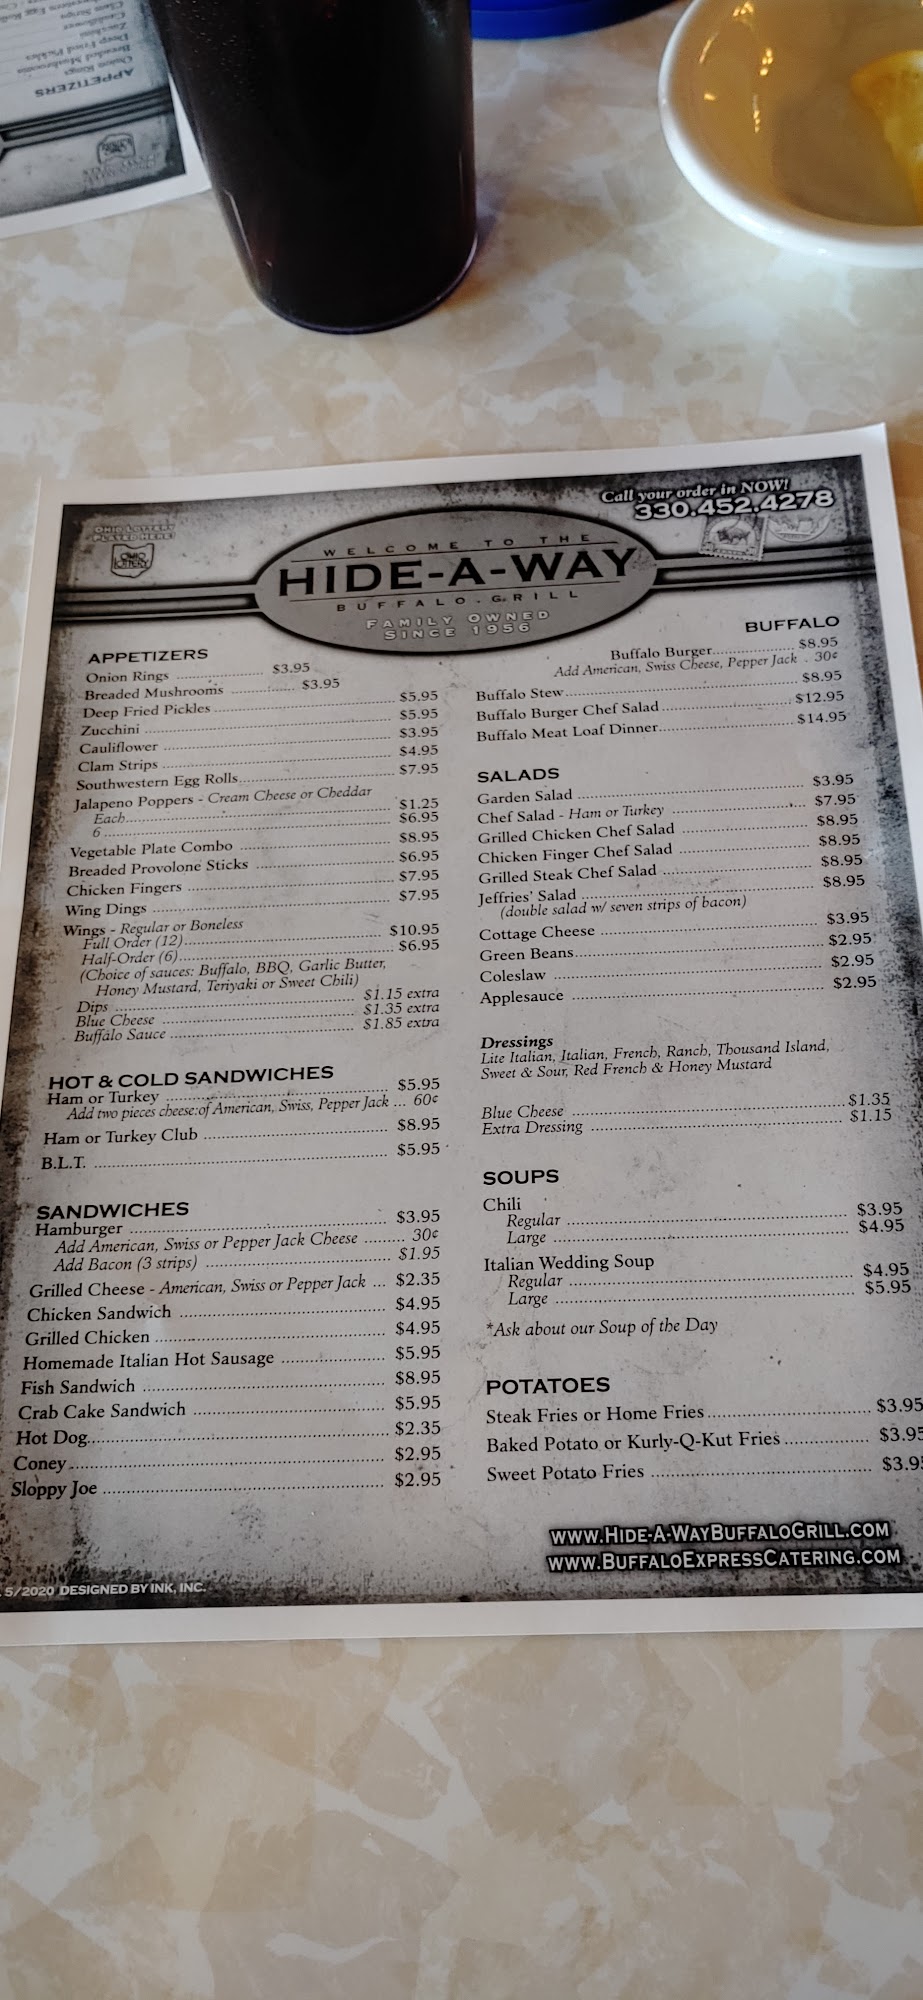 Call your order in NOW!
330.452.4278
OHIO LOTTERY
PLAYED HERE!
OHIO
LOTTERY
WELCOME TO THE
HIDE-A-WAY
BUFFALO.GRILL
FAMILY OWNED
SINCE 1956
APPETIZERS
Onion Rings ........ $3.95
Breaded Mushrooms ........ $3.95
Deep Fried Pickles ........ $5.95
Zucchini ........ $5.95
Cauliflower ........ $3.95
Clam Strips ........ $4.95
Southwestern Egg Rolls ........ $7.95
Jalapeno Poppers - Cream Cheese or Cheddar
Each ........ $1.25
6 ........ $6.95
Vegetable Plate Combo ........ $8.95
Breaded Provolone Sticks ........ $6.95
Chicken Fingers ........ $7.95
Wing Dings ........ $7.95
Wings - Regular or Boneless
Full Order (12) ........ $10.95
Half-Order (6) ........ $6.95
(Choice of sauces: Buffalo, BBQ, Garlic Butter,
Honey Mustard, Teriyaki or Sweet Chili)
Dips ........ $1.15 extra
Blue Cheese ........ $1.35 extra
Buffalo Sauce ........ $1.85 extra
HOT & COLD SANDWICHES
Ham or Turkey ........ $5.95
Add two pieces cheese:of American, Swiss, Pepper Jack ... 60¢
Ham or Turkey Club ........ $8.95
B.L.T. ........ $5.95
SANDWICHES
Hamburger ........ $3.95
Add American, Swiss or Pepper Jack Cheese ........ 30¢
Add Bacon (3 strips) ........ $1.95
Grilled Cheese - American, Swiss or Pepper Jack ... $2.35
Chicken Sandwich ........ $4.95
Grilled Chicken ........ $4.95
Homemade Italian Hot Sausage ........ $5.95
Fish Sandwich ........ $8.95
Crab Cake Sandwich ........ $5.95
Hot Dog ........ $2.35
Coney ........ $2.95
Sloppy Joe ........ $2.95
BUFFALO
Buffalo Burger ........ $8.95
Add American, Swiss Cheese, Pepper Jack . 30¢
Buffalo Stew ........ $8.95
Buffalo Burger Chef Salad ........ $12.95
Buffalo Meat Loaf Dinner ........ $14.95
SALADS
Garden Salad ........ $3.95
Chef Salad - Ham or Turkey ........ $7.95
Grilled Chicken Chef Salad ........ $8.95
Chicken Finger Chef Salad ........ $8.95
Grilled Steak Chef Salad ........ $8.95
Jeffries' Salad ........ $8.95
(double salad w/ seven strips of bacon)
Cottage Cheese ........ $3.95
Green Beans ........ $2.95
Coleslaw ........ $2.95
Applesauce ........ $2.95
Dressings
Lite Italian, Italian, French, Ranch, Thousand Island,
Sweet & Sour, Red French & Honey Mustard
Blue Cheese ........ $1.35
Extra Dressing ........ $1.15
SOUPS
Chili
Regular ........ $3.95
Large ........ $4.95
Italian Wedding Soup
Regular ........ $4.95
Large ........ $5.95
*Ask about our Soup of the Day
POTATOES
Steak Fries or Home Fries ........ $3.95
Baked Potato or Kurly-Q-Kut Fries ........ $3.95
Sweet Potato Fries ........ $3.9
WWW.HIDE-A-WAYBUFFALOGRILL.COM
WWW.BUFFALOEXPRESSCATERING.COM
5/2020 DESIGNED BY INK, INC.
APPETIZERS
Onion Rings
Breaded Mushrooms
Deep Fried Pickles
Zucchini
Cauliflower
Clam Strips